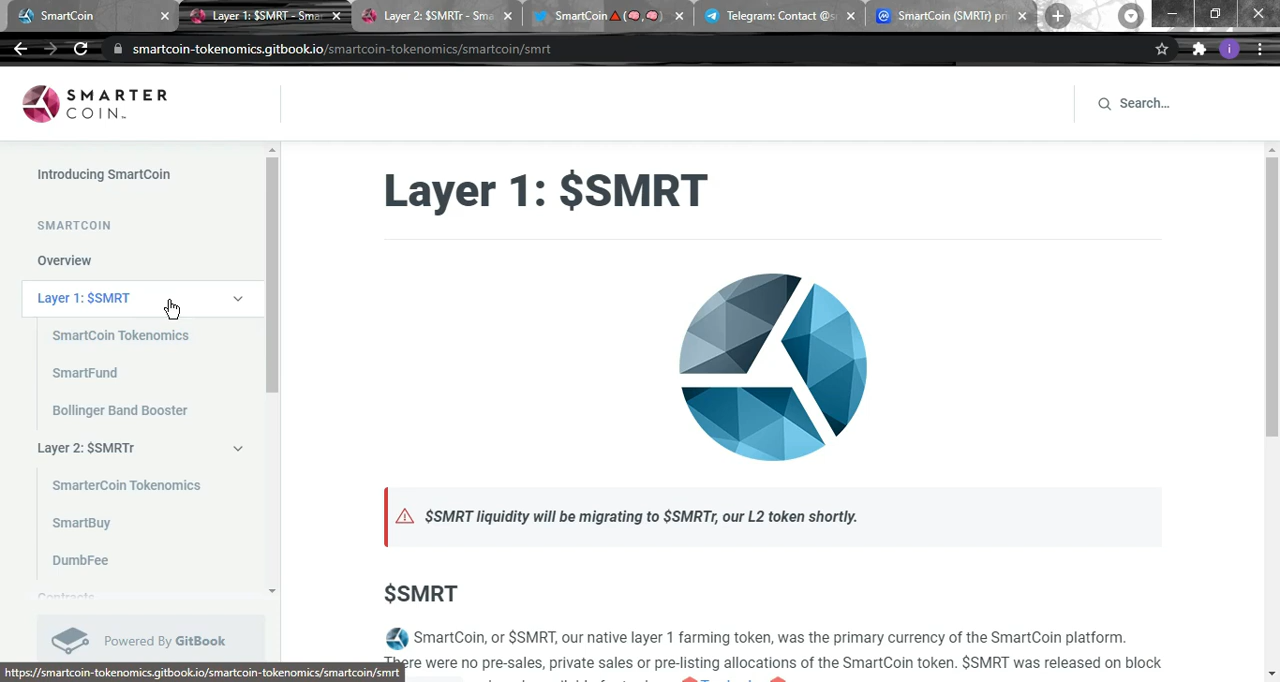 SmartCoin
Layer 1: $SMRT - Sma
Layer 2: $SMRTr - Sma
SmartCoin
Telegram: Contact @s
SmartCoin (SMRTr) pri
smartcoin-tokenomics.gitbook.io/smartcoin-tokenomics/smartcoin/smrt
i
SMARTER
COIN
Search...
Introducing SmartCoin
SMARTCOIN
Overview
Layer 1: $SMRT
SmartCoin Tokenomics
SmartFund
Bollinger Band Booster
Layer 2: $SMRTr
SmarterCoin Tokenomics
SmartBuy
DumbFee
Contracts
Powered By GitBook
https://smartcoin-tokenomics.gitbook.io/smartcoin-tokenomics/smartcoin/smrt
Layer 1: $SMRT
$SMRT liquidity will be migrating to $SMRTr, our L2 token shortly.
$SMRT
SmartCoin, or $SMRT, our native layer 1 farming token, was the primary currency of the SmartCoin platform.
There were no pre-sales, private sales or pre-listing allocations of the SmartCoin token. $SMRT was released on block